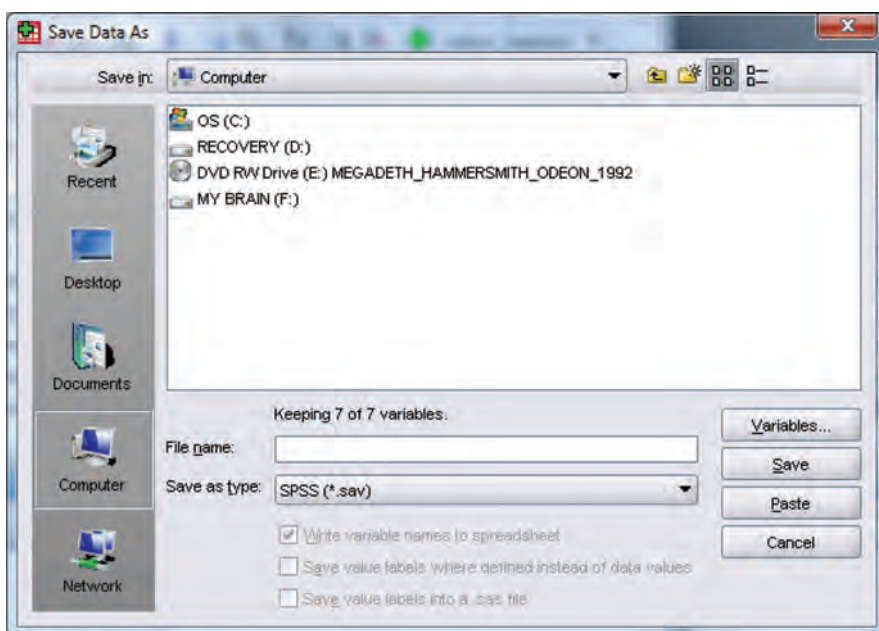 Save Data As
Save in: Computer
Recent
Desktop
Documents
Computer
Network
OS (C:)
RECOVERY (D:)
DVD RW Drive (E:) MEGADETH_HAMMERSMITH_ODEON_1992
MY BRAIN (F:)
Keeping 7 of 7 variables.
File name:
Save as type: SPSS (*.sav)
Write variable names to spreadsheet
Save value labels where defined instead of data values
Save value labels into a .sas file
Variables...
Save
Paste
Cancel